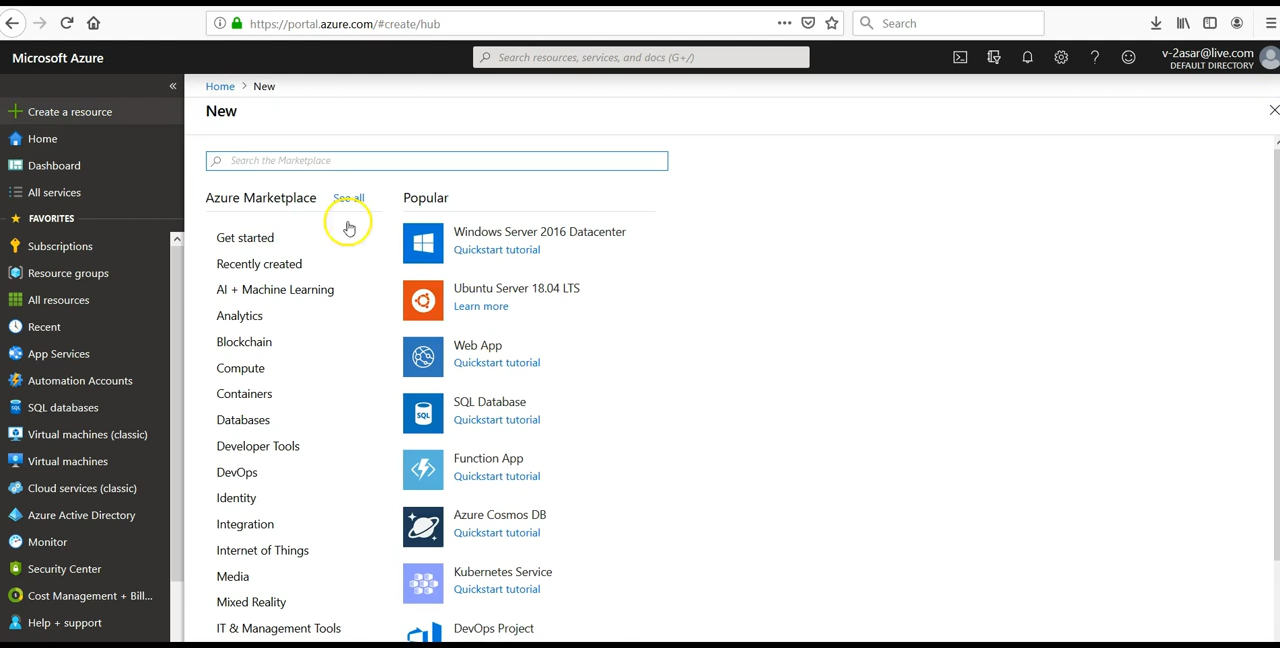 https://portal.azure.com/#create/hub
Search
Microsoft Azure
Search resources, services, and docs (G+/)
v-2asar@live.com
DEFAULT DIRECTORY
Create a resource
Home
Dashboard
All services
FAVORITES
Subscriptions
Resource groups
All resources
Recent
App Services
Automation Accounts
SQL databases
Virtual machines (classic)
Virtual machines
Cloud services (classic)
Azure Active Directory
Monitor
Security Center
Cost Management + Bill...
Help + support
Home > New
New
Search the Marketplace
Azure Marketplace
See all
Get started
Recently created
AI + Machine Learning
Analytics
Blockchain
Compute
Containers
Databases
Developer Tools
DevOps
Identity
Integration
Internet of Things
Media
Mixed Reality
IT & Management Tools
Popular
Windows Server 2016 Datacenter
Quickstart tutorial
Ubuntu Server 18.04 LTS
Learn more
Web App
Quickstart tutorial
SQL
SQL Database
Quickstart tutorial
Function App
Quickstart tutorial
Azure Cosmos DB
Quickstart tutorial
Kubernetes Service
Quickstart tutorial
DevOps Project